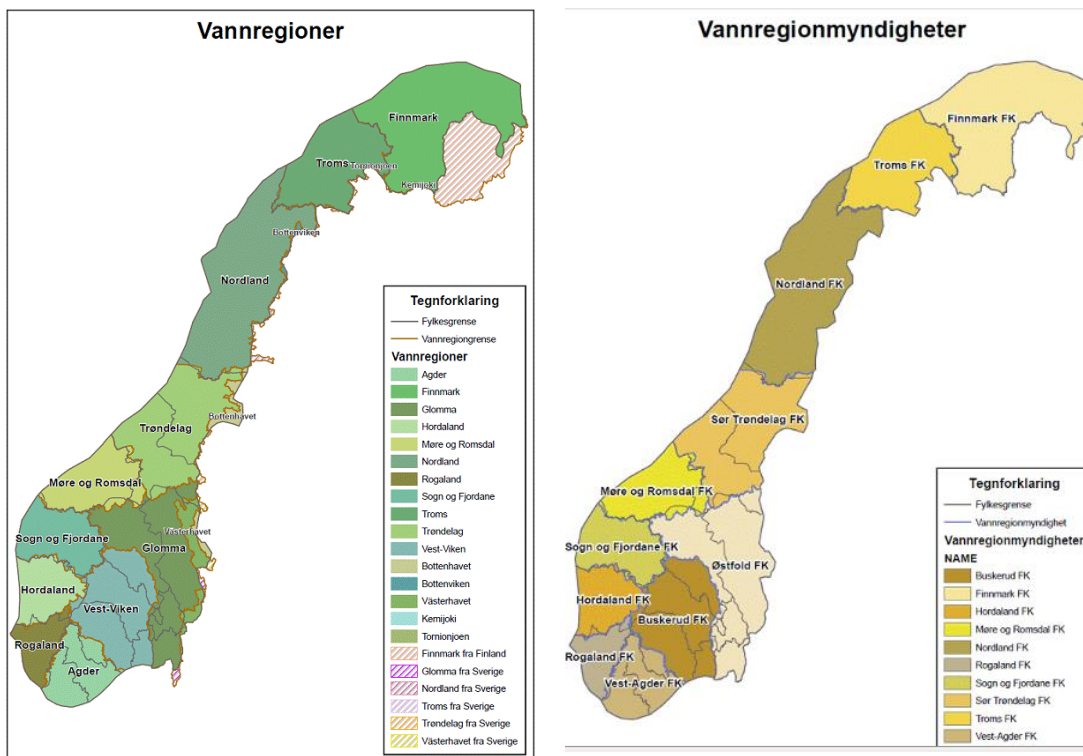 Vannregioner
Finnmark
Troms
Tornionjoen
Kemijoki
Bottenviken
Nordland
Bottenhavet
Trøndelag
Møre og Romsdal
Västerhavet
Sogn og Fjordane
Glomma
Hordaland
Vest-Viken
Rogaland
Agder
Tegnforklaring
Fylkesgrense
Vannregiongrense
Vannregioner
Agder
Finnmark
Glomma
Hordaland
Møre og Romsdal
Nordland
Rogaland
Sogn og Fjordane
Troms
Trøndelag
Vest-Viken
Bottenhavet
Bottenviken
Västerhavet
Kemijoki
Tornionjoen
Finnmark fra Finland
Glomma fra Sverige
Nordland fra Sverige
Troms fra Sverige
Trøndelag fra Sverige
Västerhavet fra Sverige
Vannregionmyndigheter
Finnmark FK
Troms FK
Nordland FK
Sør Trøndelag FK
Møre og Romsdal FK
Sogn og Fjordane FK
Østfold FK
Hordaland FK
Buskerud FK
Rogaland FK
Vest-Agder FK
Tegnforklaring
Fylkesgrense
Vannregionmyndighet
Vannregionmyndigheter
NAME
Buskerud FK
Finnmark FK
Hordaland FK
Møre og Romsdal FK
Nordland FK
Rogaland FK
Sogn og Fjordane FK
Sør Trøndelag FK
Troms FK
Vest-Agder FK